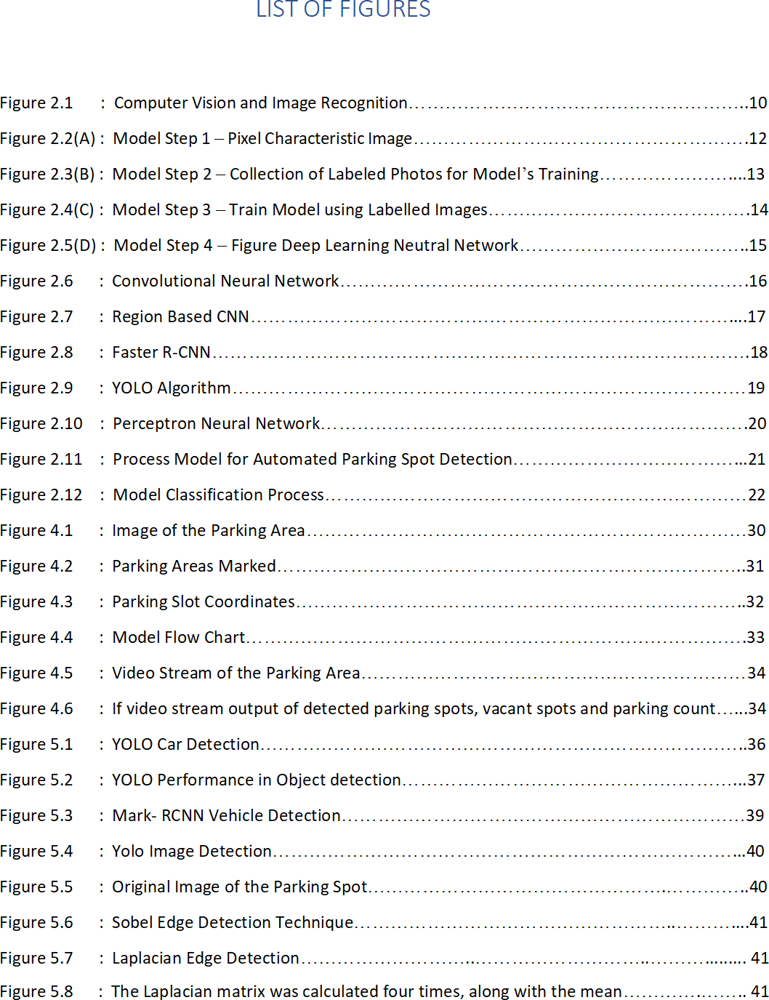 LIST OF FIGURES
Figure 2.1 : Computer Vision and Image Recognition……………………………………………………..10
Figure 2.2(A) : Model Step 1 – Pixel Characteristic Image…………………………………………………….12
Figure 2.3(B) : Model Step 2 – Collection of Labeled Photos for Model’s Training…………………....13
Figure 2.4(C) : Model Step 3 – Train Model using Labelled Images……………………………………….14
Figure 2.5(D) : Model Step 4 – Figure Deep Learning Neutral Network…………………………………..15
Figure 2.6 : Convolutional Neural Network……………………………………………………………….16
Figure 2.7 : Region Based CNN…………………………………………………………………………....17
Figure 2.8 : Faster R-CNN…………………………………………………………………………………….18
Figure 2.9 : YOLO Algorithm…………………………………………………………………………………19
Figure 2.10 : Perceptron Neural Network………………………………………………………………….20
Figure 2.11 : Process Model for Automated Parking Spot Detection…………………………………...21
Figure 2.12 : Model Classification Process…………………………………………………………………22
Figure 4.1 : Image of the Parking Area……………………………………………………………………30
Figure 4.2 : Parking Areas Marked………………………………………………………………………..31
Figure 4.3 : Parking Slot Coordinates……………………………………………………………………..32
Figure 4.4 : Model Flow Chart……………………………………………………………………………….33
Figure 4.5 : Video Stream of the Parking Area……………………………………………………………34
Figure 4.6 : If video stream output of detected parking spots, vacant spots and parking count…...34
Figure 5.1 : YOLO Car Detection…………………………………………………………………………..36
Figure 5.2 : YOLO Performance in Object detection……………………………………………………...37
Figure 5.3 : Mark- RCNN Vehicle Detection………………………………………………………………39
Figure 5.4 : Yolo Image Detection………………………………………………………………………...40
Figure 5.5 : Original Image of the Parking Spot…………………………………………….…………..40
Figure 5.6 : Sobel Edge Detection Technique………………………………………………..………....41
Figure 5.7 : Laplacian Edge Detection………………………..………………………..………......... 41
Figure 5.8 : The Laplacian matrix was calculated four times, along with the mean………….…….. 41